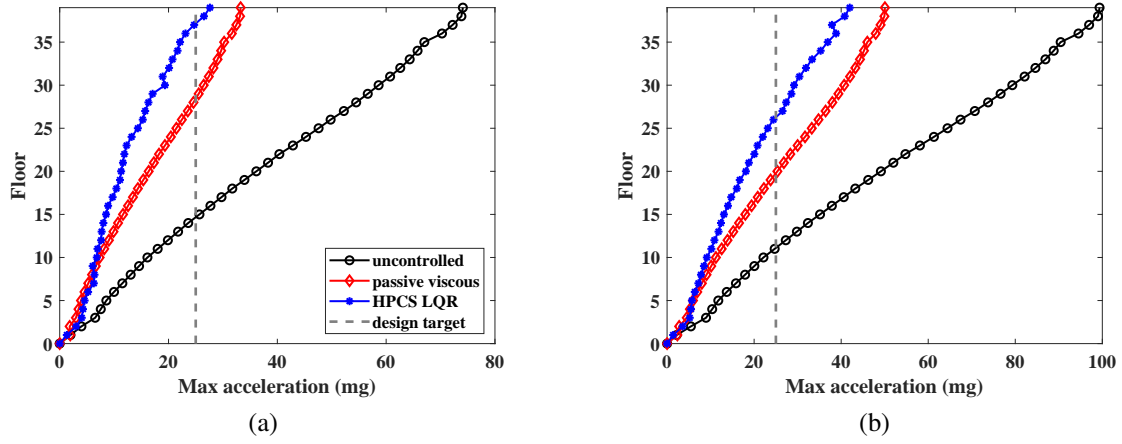 35
30
25
20
15
10
5
0
Floor
0
20
40
60
80
Max acceleration (mg)
uncontrolled
passive viscous
HPCS LQR
design target
(a)
35
30
25
20
15
10
5
0
Floor
0
20
40
60
80
100
Max acceleration (mg)
(b)